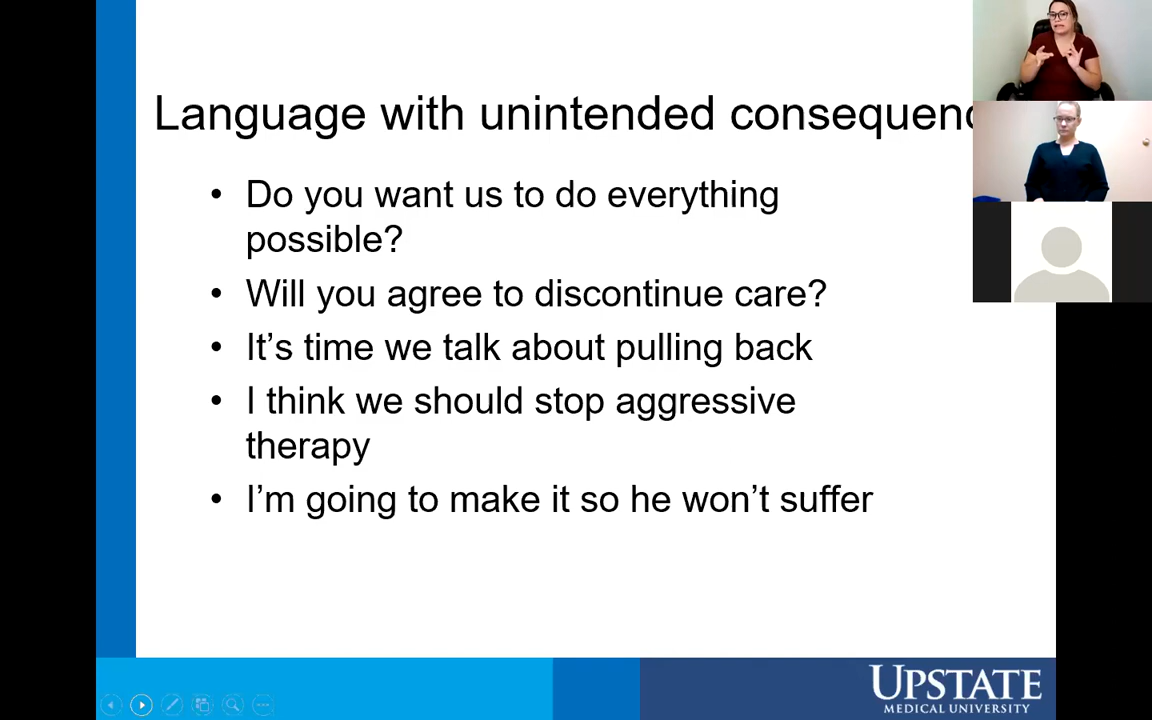 Language with unintended consequenc
• Do you want us to do everything
possible?
• Will you agree to discontinue care?
• It’s time we talk about pulling back
• I think we should stop aggressive
therapy
• I’m going to make it so he won’t suffer
UPSTATE
MEDICAL UNIVERSITY